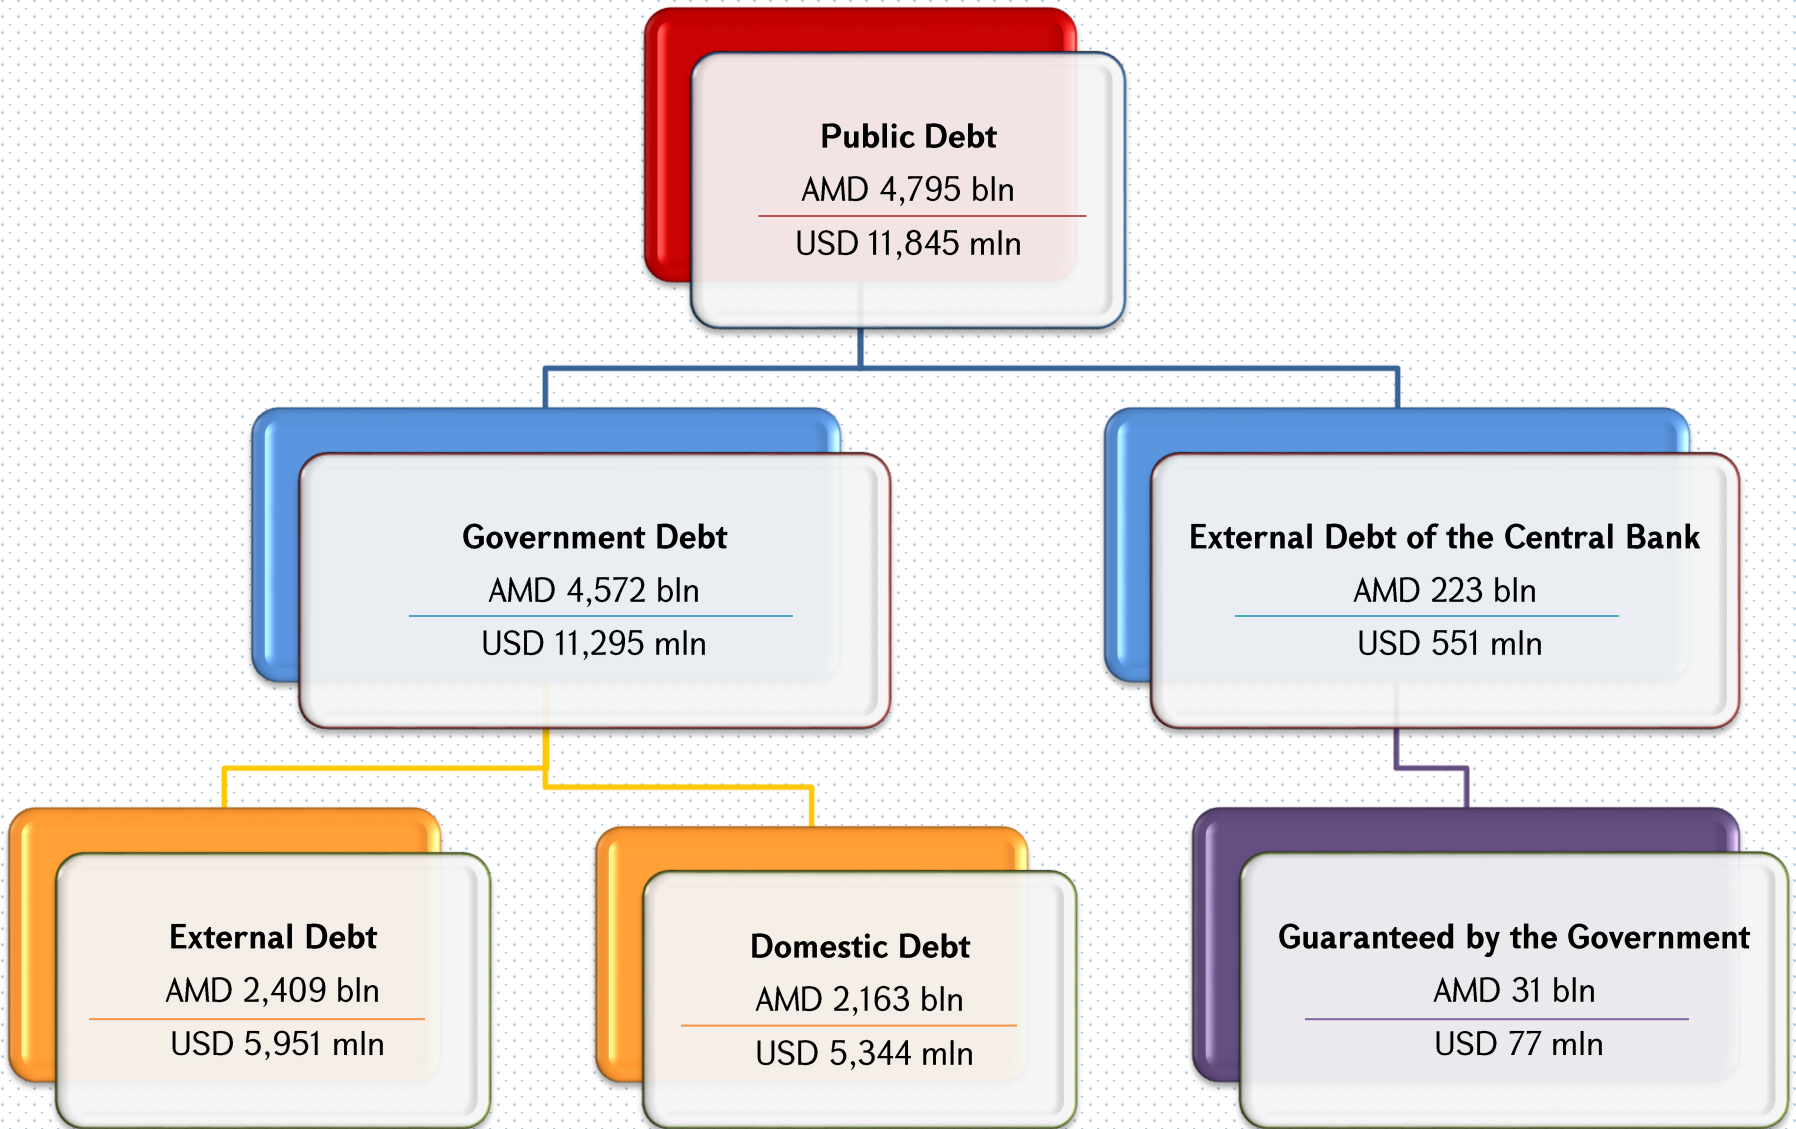 Public Debt
AMD 4,795 bln
USD 11,845 mln
Government Debt
AMD 4,572 bln
USD 11,295 mln
External Debt of the Central Bank
AMD 223 bln
USD 551 mln
External Debt
AMD 2,409 bln
USD 5,951 mln
Domestic Debt
AMD 2,163 bln
USD 5,344 mln
Guaranteed by the Government
AMD 31 bln
USD 77 mln